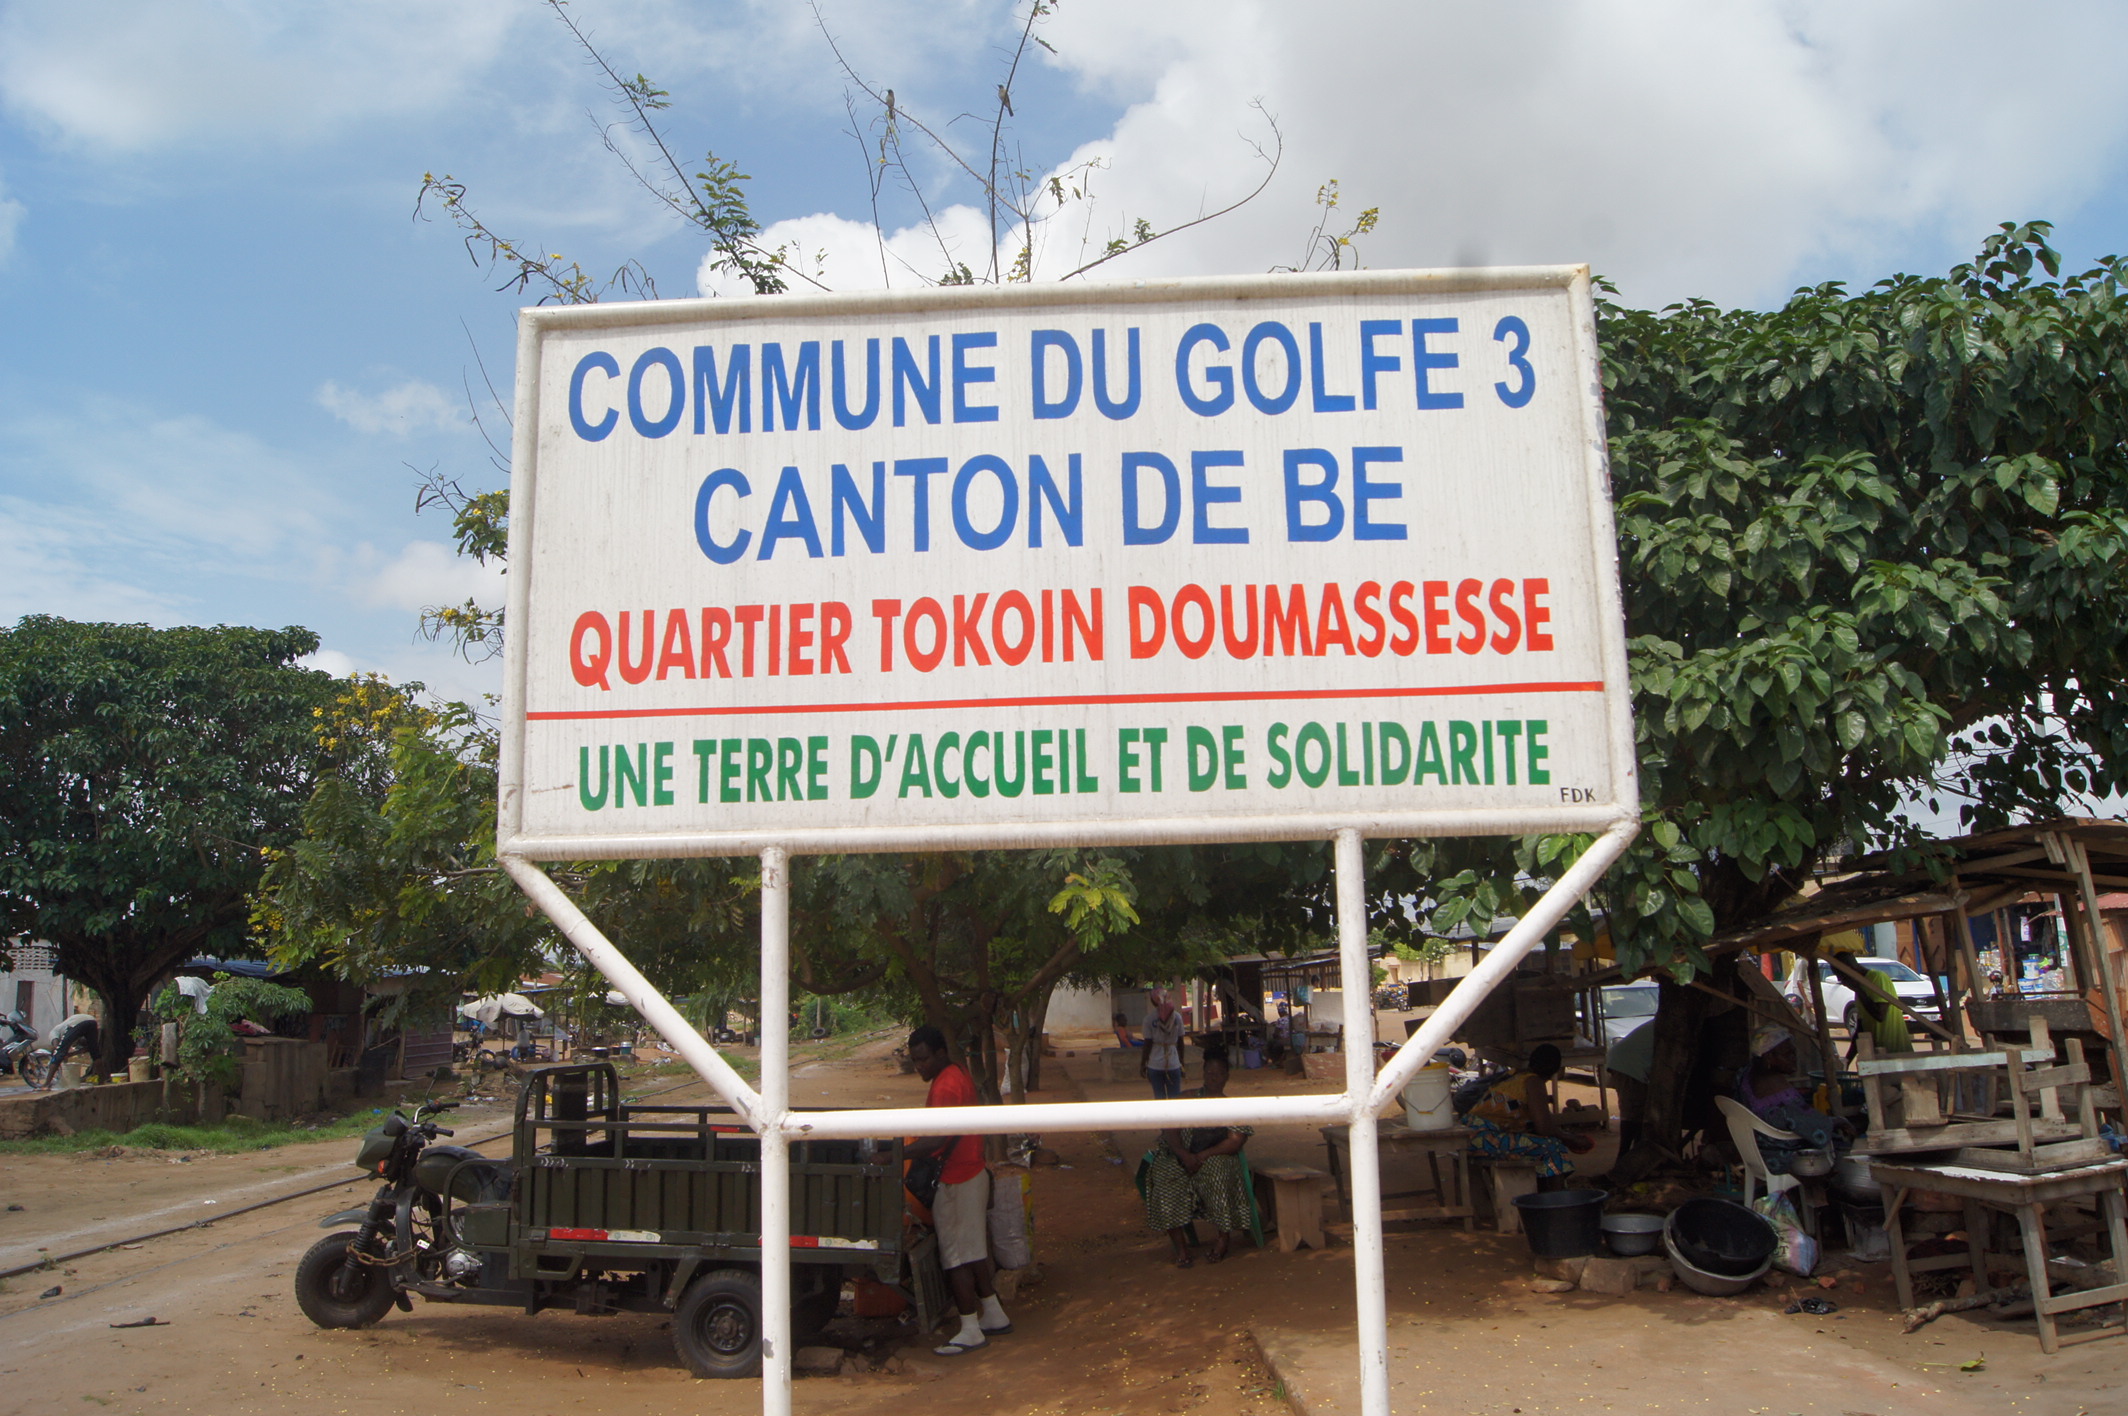 COMMUNE DU GOLFE 3
CANTON DE BE
QUARTIER TOKOIN DOUMASSESSE
UNE TERRE D'ACCUEIL ET DE SOLIDARITE
FDK